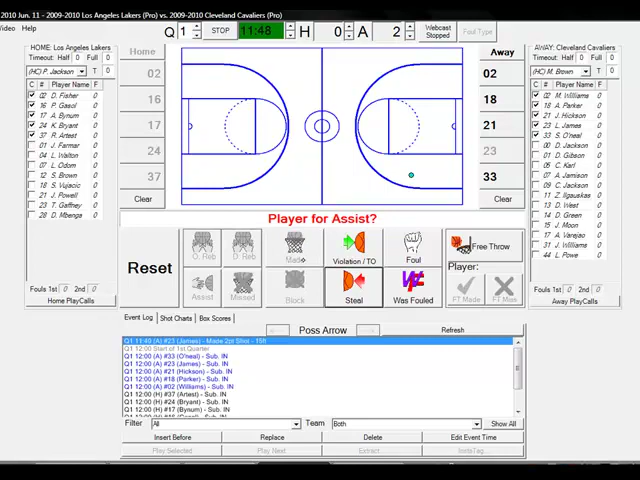 2010 Jun. 11 - 2009-2010 Los Angeles Lakers (Pro) vs. 2009-2010 Cleveland Cavaliers (Pro)
Video Help
Q 1 STOP 11:48 H 0 A 2 Webcast Stopped Foul Type
HOME: Los Angeles Lakers
Timeout: Half 0 Full 0
(HC) P. Jackson T 0
C # Player Name F
02 D. Fisher 0
16 P. Gasol 0
17 A. Bynum 0
24 K. Bryant 0
37 R. Artest 0
01 J. Farmar 0
04 L. Walton 0
07 L. Odom 0
12 S. Brown 0
18 S. Vujacic 0
21 J. Powell 0
23 T. Gaffney 0
28 D. Mbenga 0
Fouls 1st 0 2nd 0
Home PlayCalls
Home
02
16
17
24
37
Clear
Away
02
18
21
23
33
Clear
AWAY: Cleveland Cavaliers
Timeout: Half 0 Full 0
(HC) M. Brown T 0
C # Player Name F
02 M. Williams 0
18 A. Parker 0
21 J. Hickson 0
23 L. James 0
33 S. O'neal 0
00 D. Jackson 0
01 D. Gibson 0
05 C. Karl 0
07 A. Jamison 0
09 C. Jackson 0
11 Z. Ilgauskas 0
13 D. West 0
14 D. Green 0
15 J. Moon 0
17 A. Varejao 0
31 J. Williams 0
44 L. Powe 0
Fouls 1st 0 2nd 0
Away PlayCalls
Player for Assist?
Reset
O. Reb
D. Reb
Made
Violation / TO
Foul
Free Throw
Assist
Missed
Block
Steal
Was Fouled
Player:
FT Made
FT Miss
Event Log Shot Charts Box Scores
Poss Arrow
Refresh
Q1 12:00 Start of 1st Quarter
Q1 12:00 (A) #33 (O'neal) - Sub. IN
Q1 12:00 (A) #23 (James) - Sub. IN
Q1 12:00 (A) #21 (Hickson) - Sub. IN
Q1 12:00 (A) #18 (Parker) - Sub. IN
Q1 12:00 (A) #02 (Williams) - Sub. IN
Q1 12:00 (H) #37 (Artest) - Sub. IN
Q1 12:00 (H) #24 (Bryant) - Sub. IN
Q1 12:00 (H) #17 (Bynum) - Sub. IN
Filter All Team Both Show All
Insert Before Replace Delete Edit Event Time
Play Selected Play Next Extract... InstaTag...